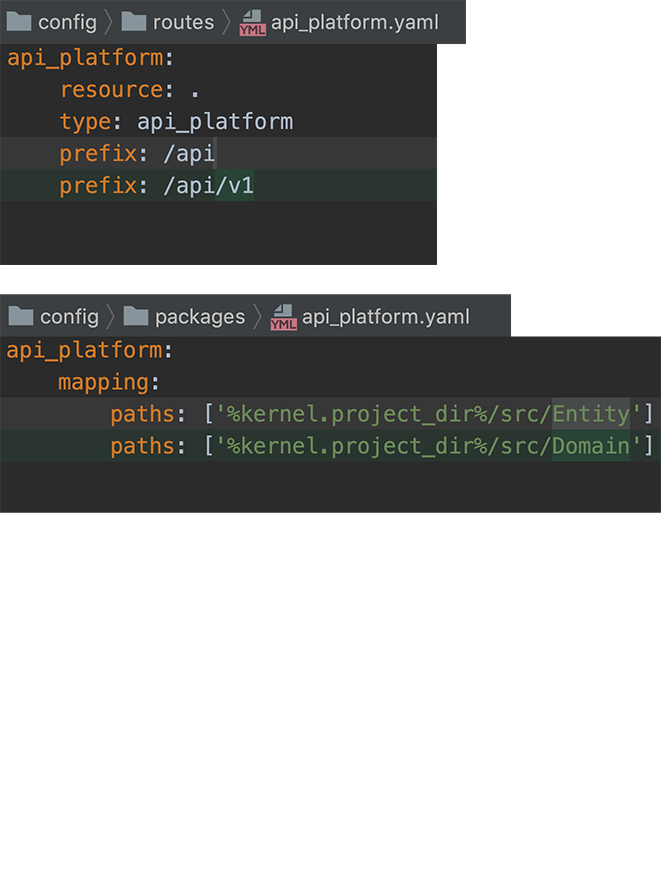 config 〉 routes 〉 YML api_platform.yaml
api_platform:
    resource: .
    type: api_platform
    prefix: /api
    prefix: /api/v1
config 〉 packages 〉 YML api_platform.yaml
api_platform:
    mapping:
        paths: ['%kernel.project_dir%/src/Entity']
        paths: ['%kernel.project_dir%/src/Domain']